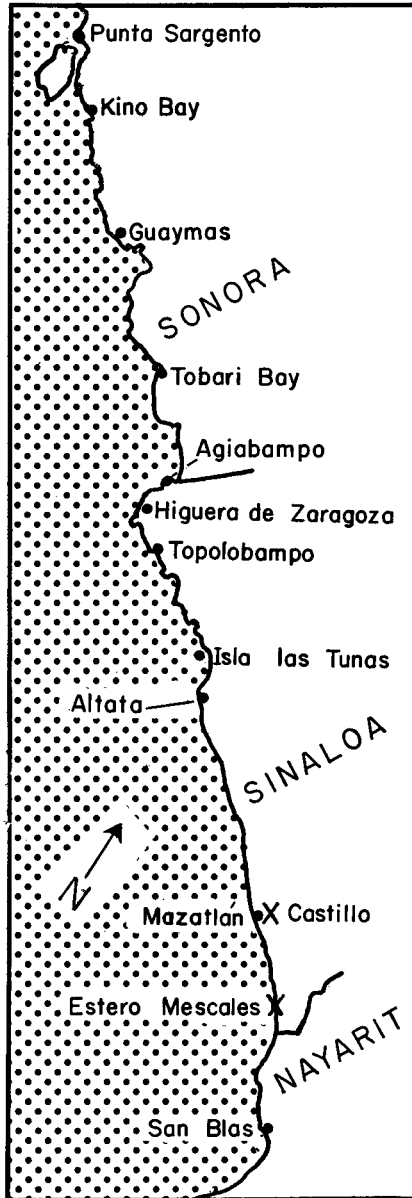 Punta Sargento
Kino Bay
Guaymas
SONORA
Tobari Bay
Agiabampo
Higuera de Zaragoza
Topolobampo
Isla las Tunas
Altata
SINALOA
N
Mazatlán X Castillo
Estero Mescales X
NAYARIT
San Blas